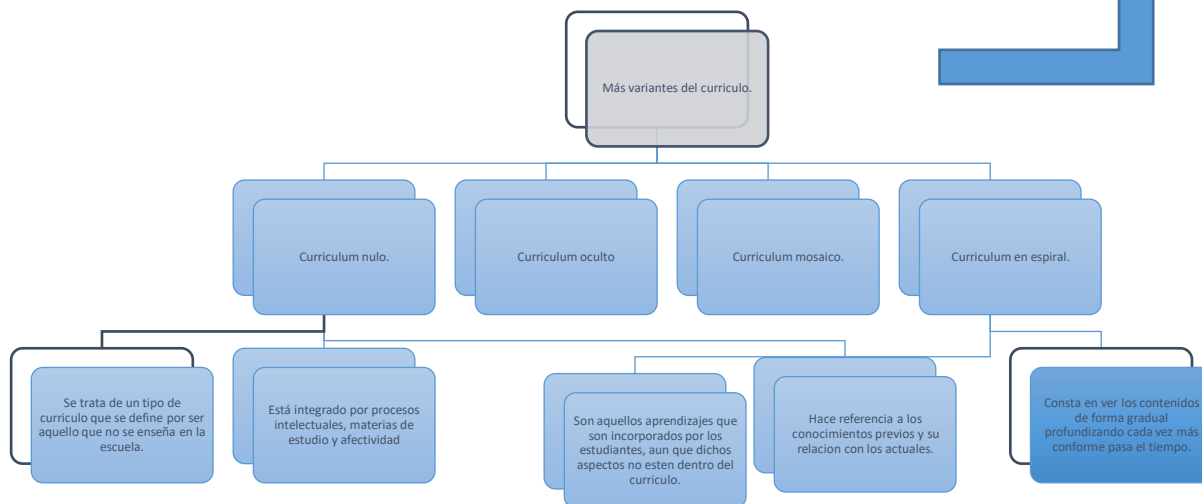 Más variantes del curriculo.
Curriculum nulo.
Curriculum oculto
Curriculum mosaico.
Curriculum en espiral.
Se trata de un tipo de
curriculo que se define por ser
aquello que no se enseña en la
escuela.
Está integrado por procesos
intelectuales, materias de
estudio y afectividad
Son aquellos aprendizajes que
son incorporados por los
estudiantes, aun que dichos
aspectos no esten dentro del
curriculo.
Hace referencia a los
conocimientos previos y su
relacion con los actuales.
Consta en ver los contenidos
de forma gradual
profundizando cada vez más
conforme pasa el tiempo.